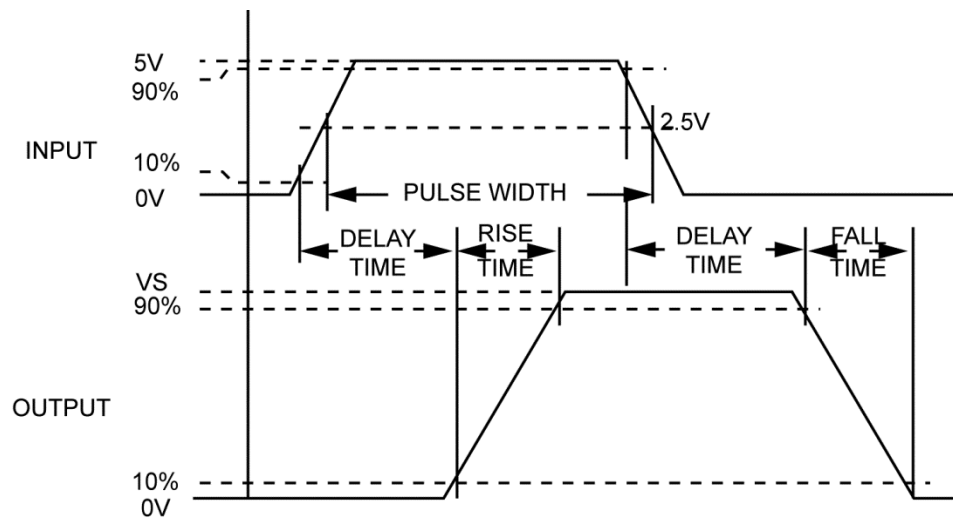 5V
90%
INPUT
2.5V
10%
0V
PULSE WIDTH
DELAY TIME
RISE TIME
DELAY TIME
FALL TIME
VS
90%
OUTPUT
10%
0V